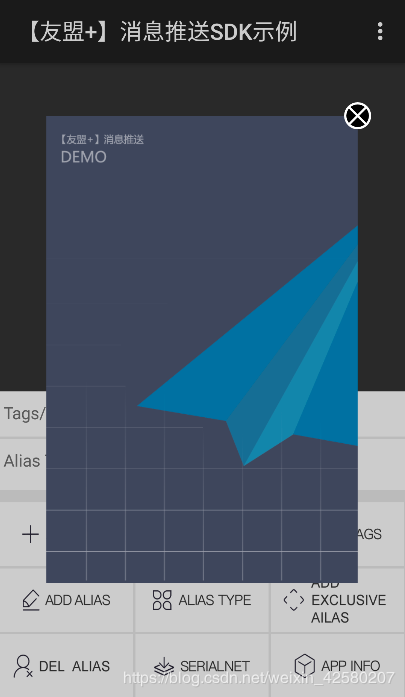 【友盟+】消息推送SDK示例
【友盟+】消息推送
DEMO
Tags/
Alias
AGS
ADD ALIAS
ALIAS TYPE
ADD
EXCLUSIVE
AILAS
DEL ALIAS
SERIALNET
APP INFO
https://blog.csdn.net/weixin_42580207